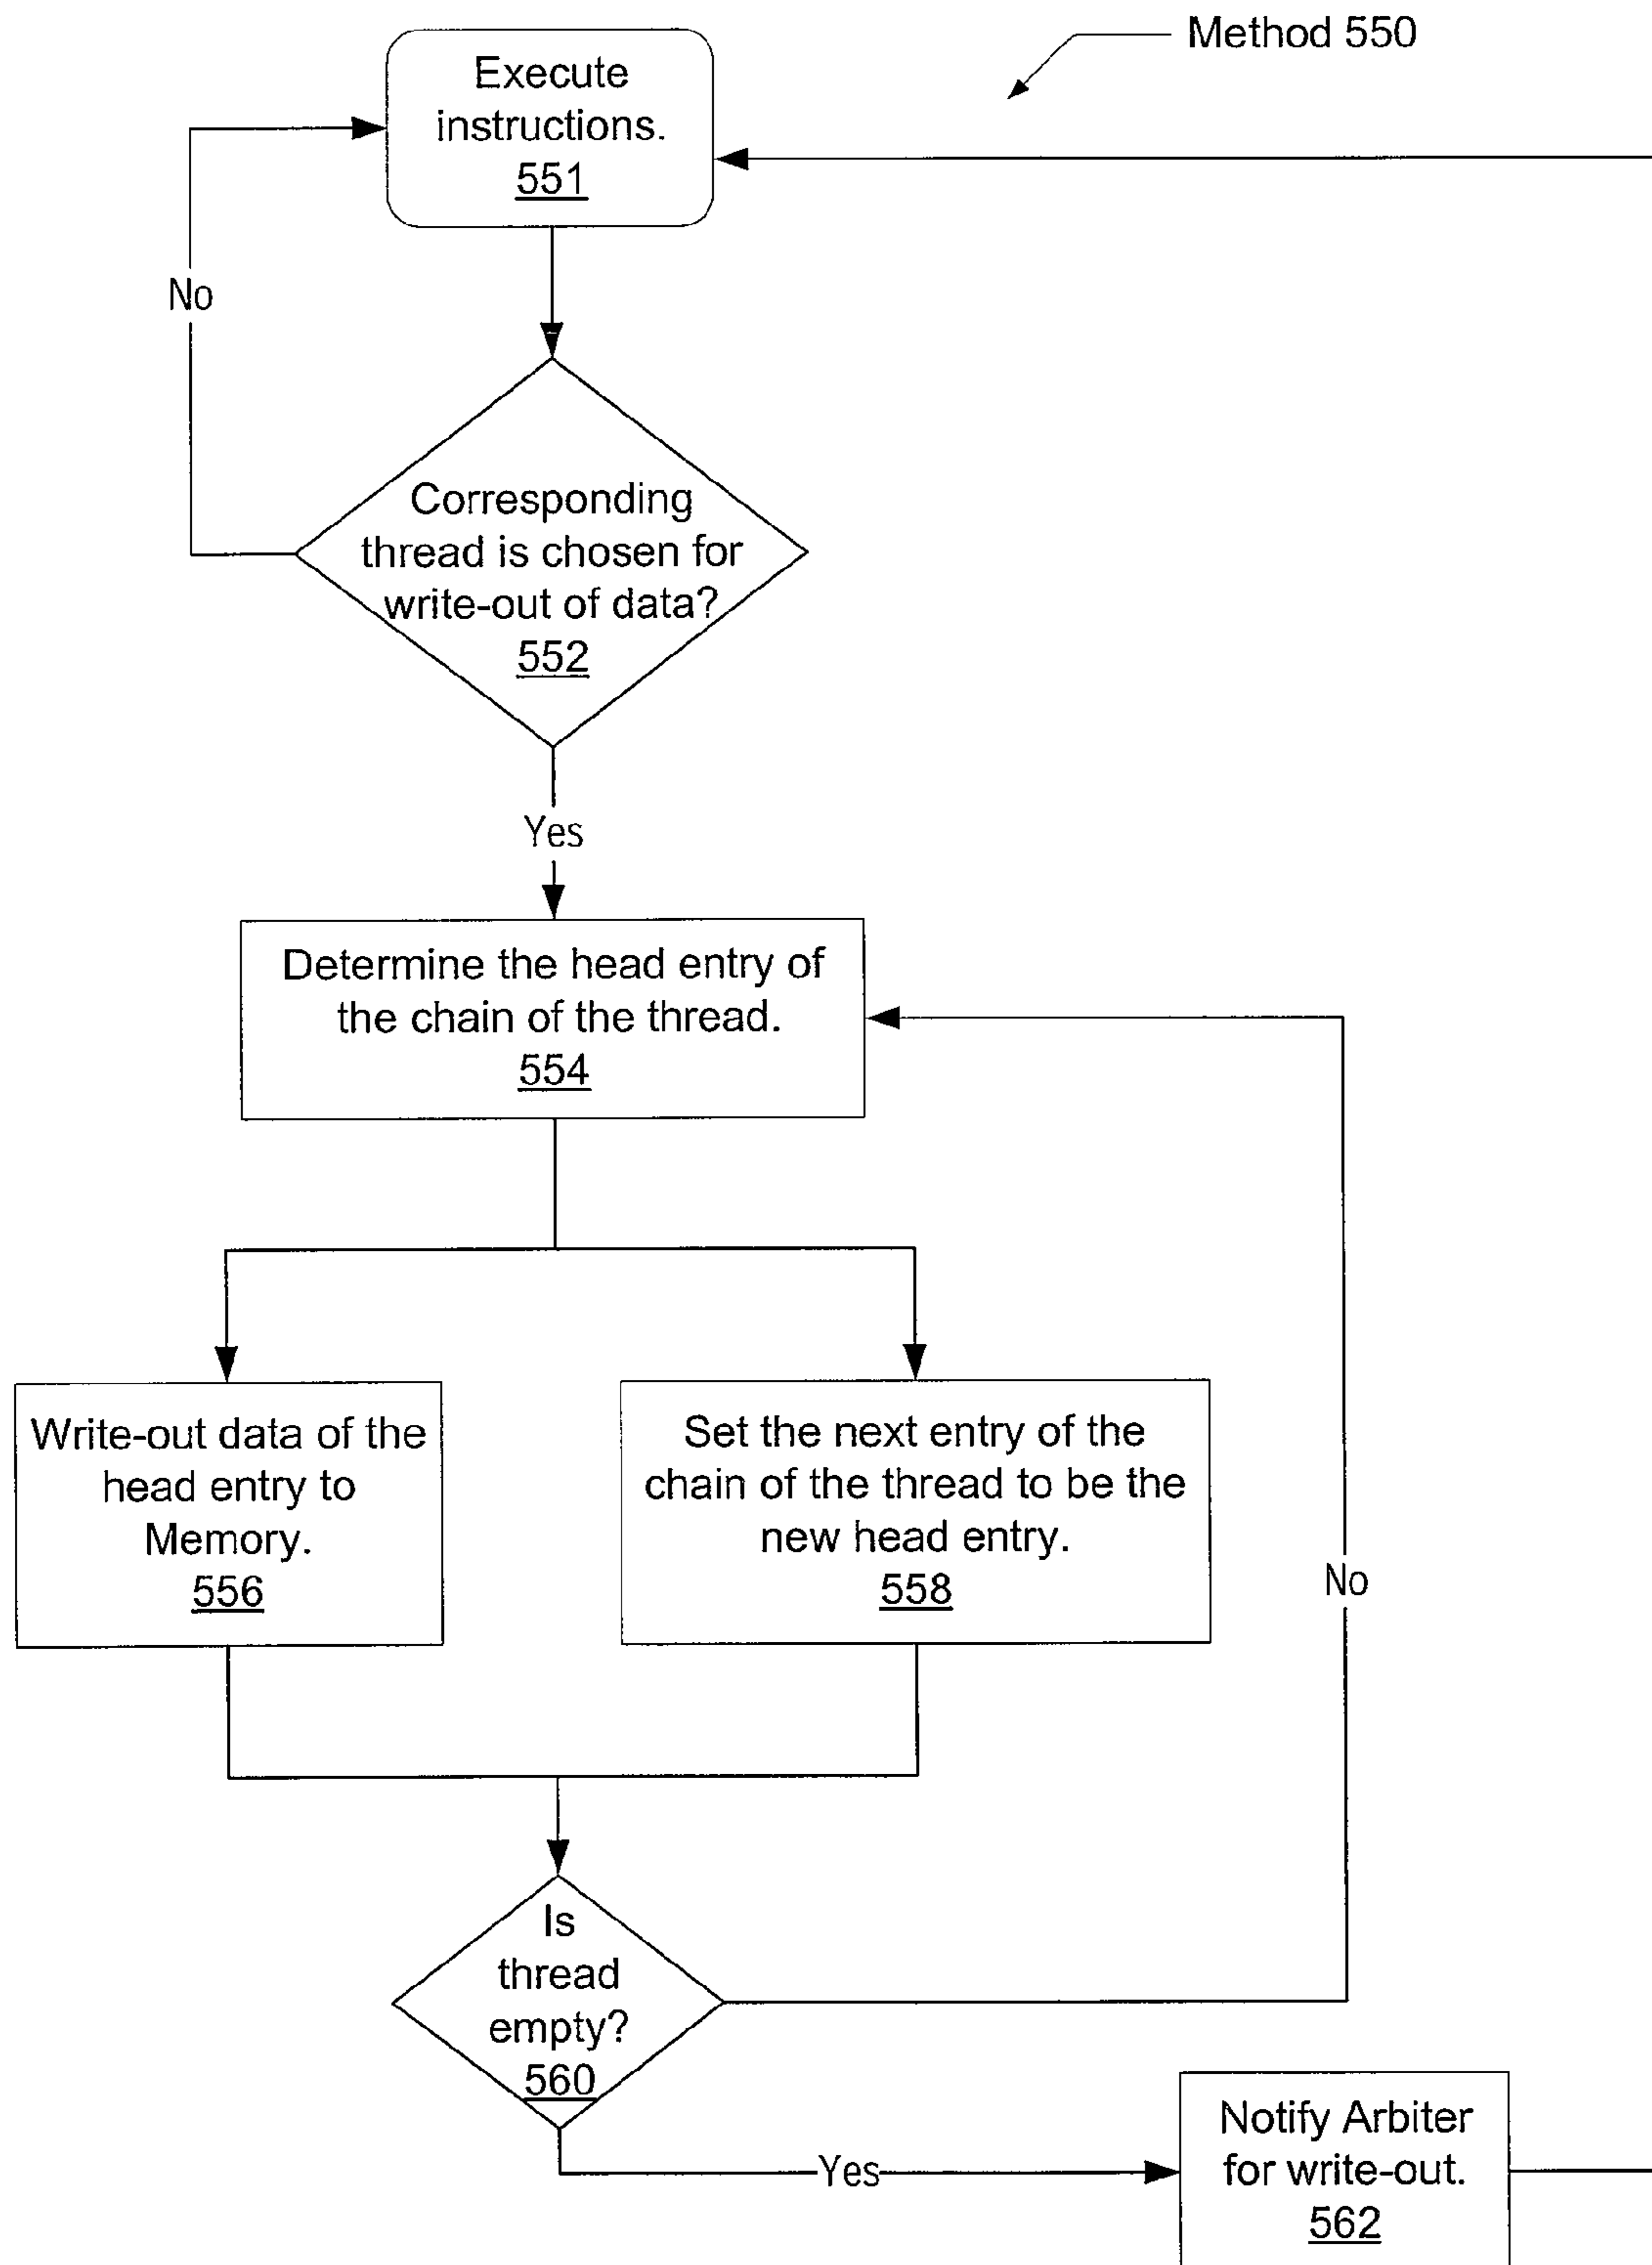 Method 550
Execute
instructions.
551
No
Corresponding
thread is chosen for
write-out of data?
552
Yes
Determine the head entry of
the chain of the thread.
554
Write-out data of the
head entry to
Memory.
556
Set the next entry of the
chain of the thread to be the
new head entry.
558
No
Is
thread
empty?
560
Yes
Notify Arbiter
for write-out.
562